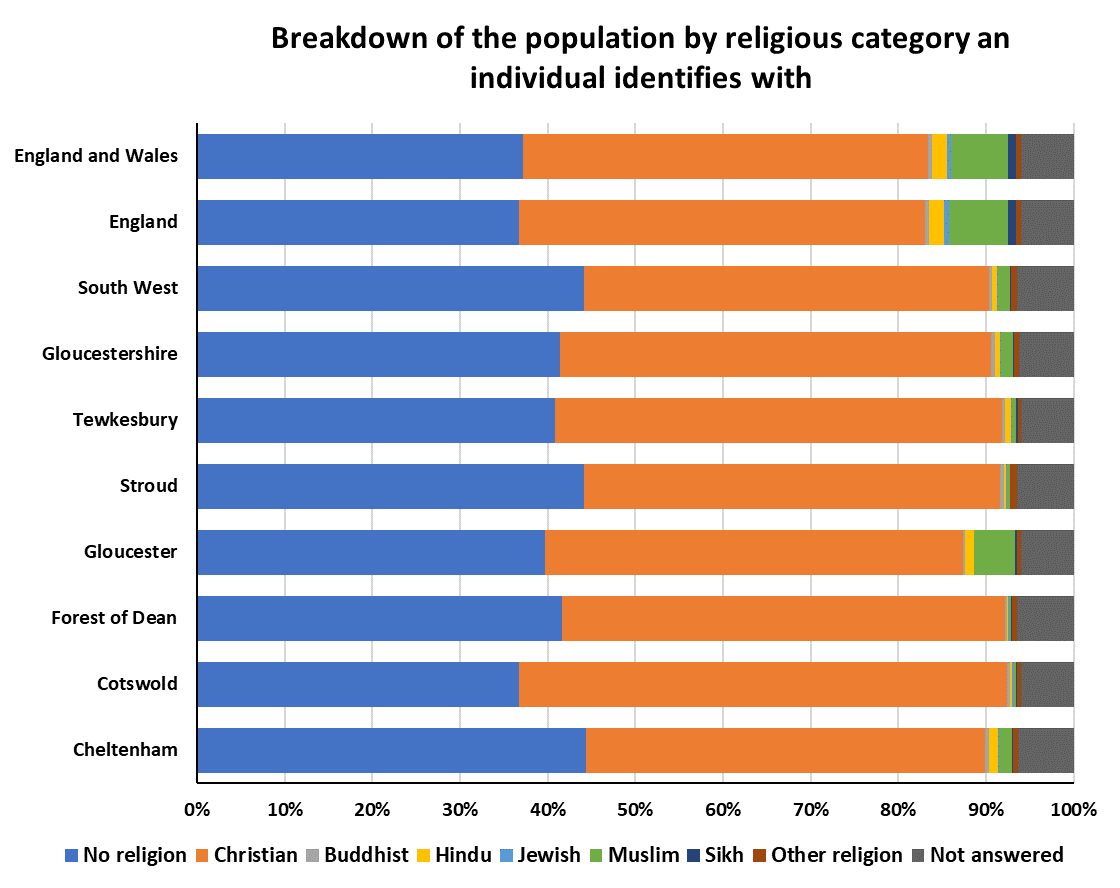 Breakdown of the population by religious category an
individual identifies with
England and Wales
England
South West
Gloucestershire
Tewkesbury
Stroud
Gloucester
Forest of Dean
Cotswold
Cheltenham
0% 10% 20% 30% 40% 50% 60% 70% 80% 90% 100%
No religion Christian Buddhist Hindu Jewish Muslim Sikh Other religion Not answered